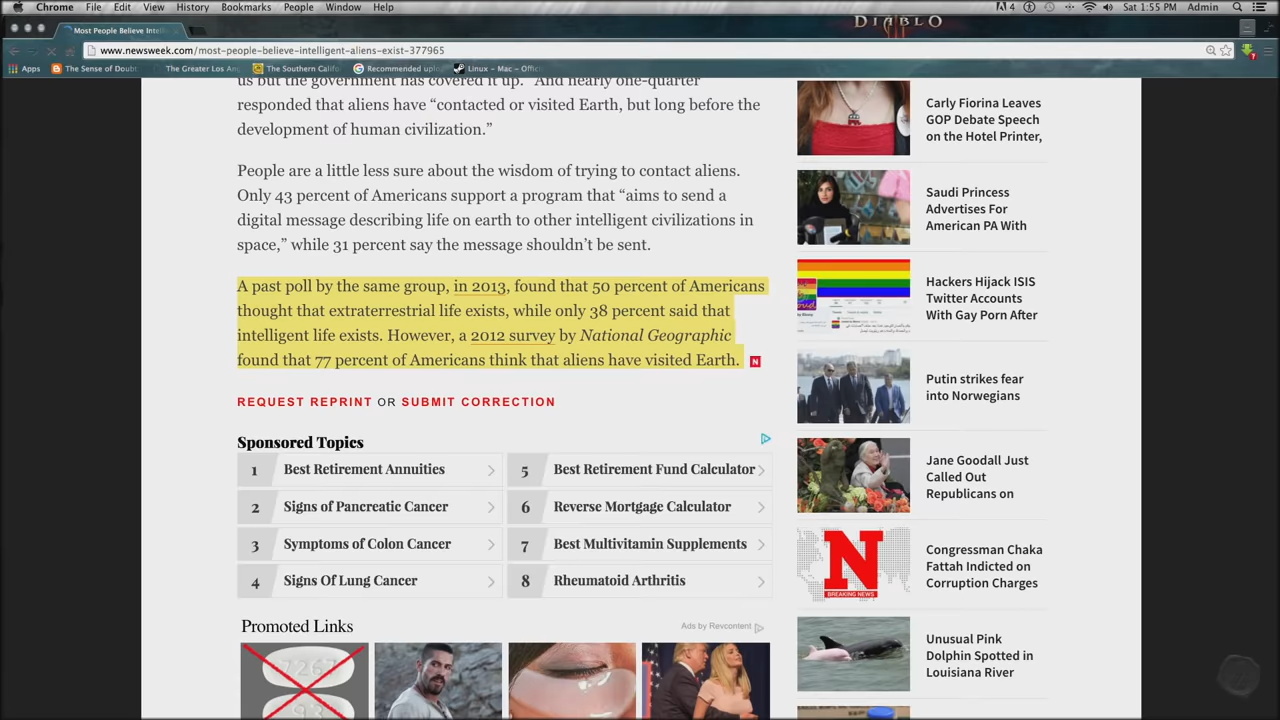 Chrome File Edit View History Bookmarks People Window Help
4 Sat 1:55 PM Admin
DIABLO
Most People Believe Intell
www.newsweek.com/most-people-believe-intelligent-aliens-exist-377965
Apps The Sense of Doubt The Greater Los An The Southern Califo Recommended uplo Linux — Mac — Offic
us but the government has covered it up.” And nearly one-quarter
responded that aliens have “contacted or visited Earth, but long before the
development of human civilization.”
People are a little less sure about the wisdom of trying to contact aliens.
Only 43 percent of Americans support a program that “aims to send a
digital message describing life on earth to other intelligent civilizations in
space,” while 31 percent say the message shouldn’t be sent.
A past poll by the same group, in 2013, found that 50 percent of Americans
thought that extraterrestrial life exists, while only 38 percent said that
intelligent life exists. However, a 2012 survey by National Geographic
found that 77 percent of Americans think that aliens have visited Earth. N
REQUEST REPRINT OR SUBMIT CORRECTION
Sponsored Topics
1 Best Retirement Annuities
2 Signs of Pancreatic Cancer
3 Symptoms of Colon Cancer
4 Signs Of Lung Cancer
5 Best Retirement Fund Calculator
6 Reverse Mortgage Calculator
7 Best Multivitamin Supplements
8 Rheumatoid Arthritis
Promoted Links
Ads by Revcontent
Carly Fiorina Leaves
GOP Debate Speech
on the Hotel Printer,
Saudi Princess
Advertises For
American PA With
Hackers Hijack ISIS
Twitter Accounts
With Gay Porn After
Putin strikes fear
into Norwegians
Jane Goodall Just
Called Out
Republicans on
N
BREAKING NEWS
Congressman Chaka
Fattah Indicted on
Corruption Charges
Unusual Pink
Dolphin Spotted in
Louisiana River